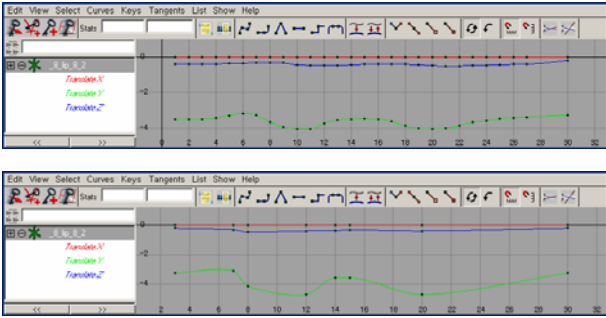 Edit View Select Curves Keys Tangents List Show Help
Stats
_R_lip_R_2
Translate X
Translate Y
Translate Z
0
-2
-4
<< >>
0 2 4 6 8 10 12 14 16 18 20 22 24 26 28 30 32
Edit View Select Curves Keys Tangents List Show Help
Stats
Translate X
Translate Y
Translate Z
0
-2
-4
<< >>
2 4 6 8 10 12 14 16 18 20 22 24 26 28 30 32